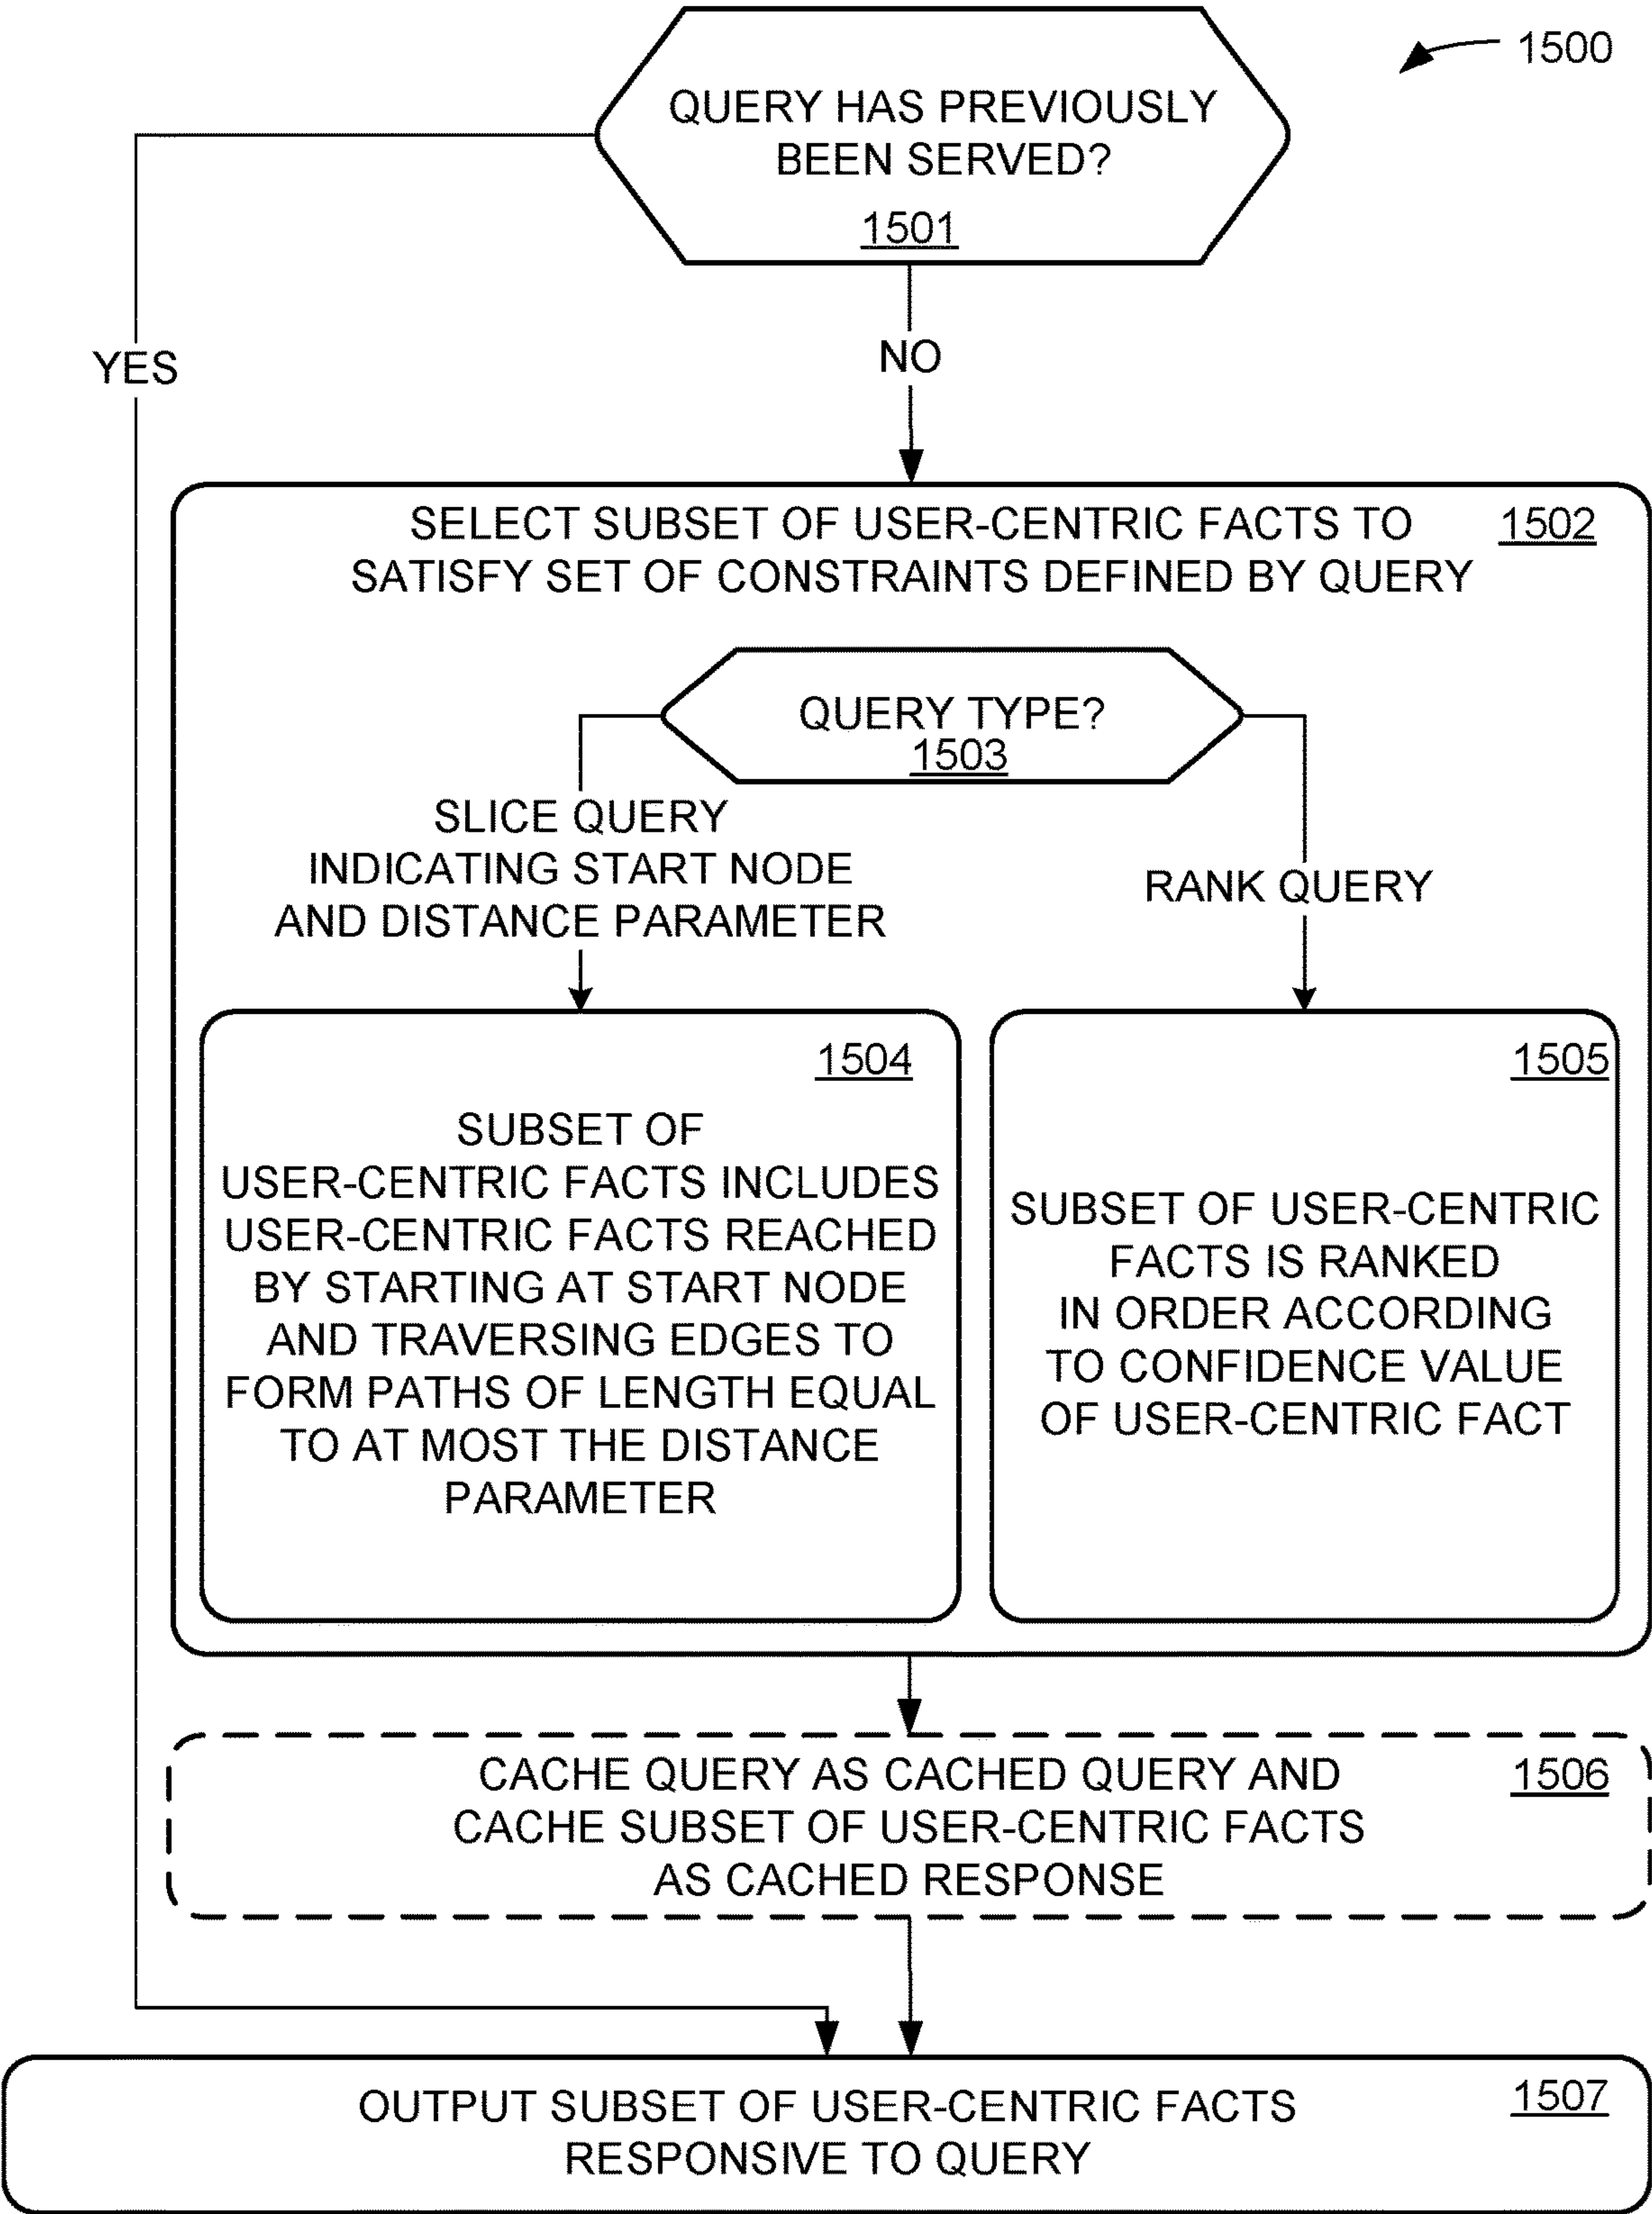 1500
QUERY HAS PREVIOUSLY
BEEN SERVED?
1501
YES
NO
SELECT SUBSET OF USER-CENTRIC FACTS TO
SATISFY SET OF CONSTRAINTS DEFINED BY QUERY
1502
QUERY TYPE?
1503
SLICE QUERY
INDICATING START NODE
AND DISTANCE PARAMETER
RANK QUERY
1504
SUBSET OF
USER-CENTRIC FACTS INCLUDES
USER-CENTRIC FACTS REACHED
BY STARTING AT START NODE
AND TRAVERSING EDGES TO
FORM PATHS OF LENGTH EQUAL
TO AT MOST THE DISTANCE
PARAMETER
1505
SUBSET OF USER-CENTRIC
FACTS IS RANKED
IN ORDER ACCORDING
TO CONFIDENCE VALUE
OF USER-CENTRIC FACT
CACHE QUERY AS CACHED QUERY AND
CACHE SUBSET OF USER-CENTRIC FACTS
AS CACHED RESPONSE
1506
OUTPUT SUBSET OF USER-CENTRIC FACTS
RESPONSIVE TO QUERY
1507